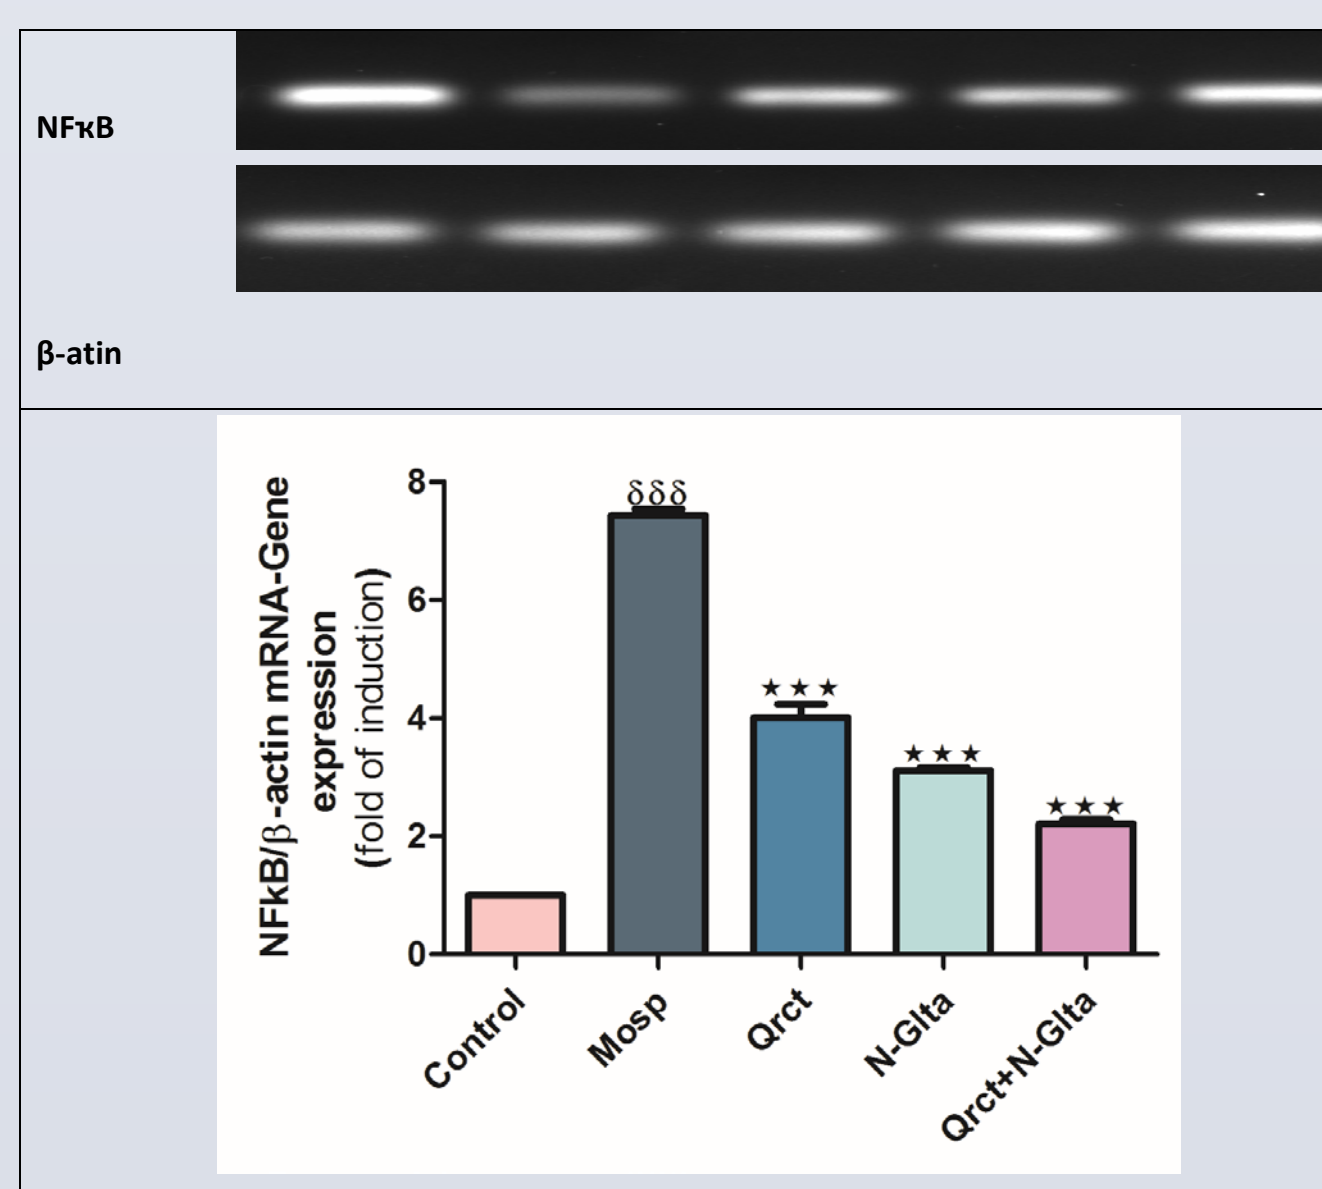 NFκB
β-atin
NFkB/β-actin mRNA-Gene
expression
(fold of induction)
8
6
4
2
0
δδδ
★★★
★★★
★★★
Control
Mosp
Qrct
N-Glta
Qrct+N-Glta